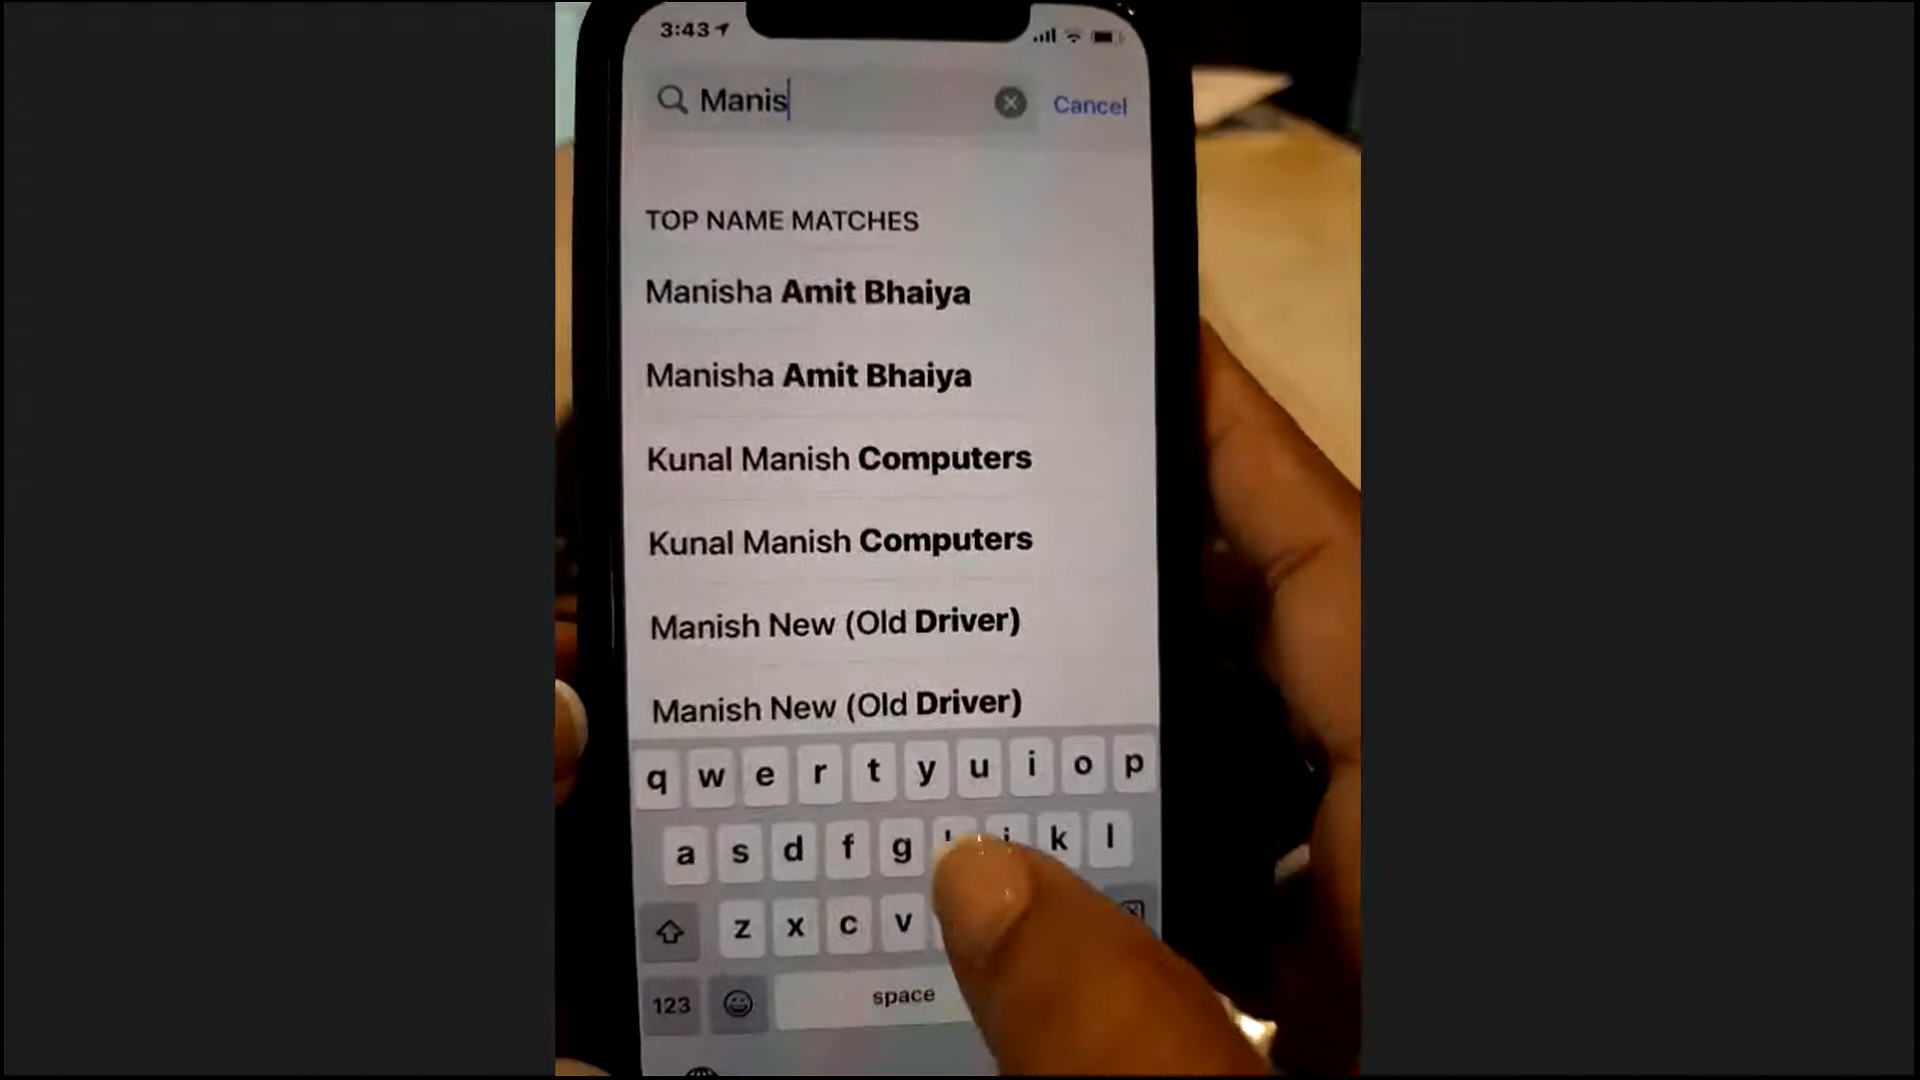 3:43
Manis
Cancel
TOP NAME MATCHES
Manisha Amit Bhaiya
Manisha Amit Bhaiya
Kunal Manish Computers
Kunal Manish Computers
Manish New (Old Driver)
Manish New (Old Driver)
q w e r t y u i o p
a s d f g j k l
z x c v
123 space